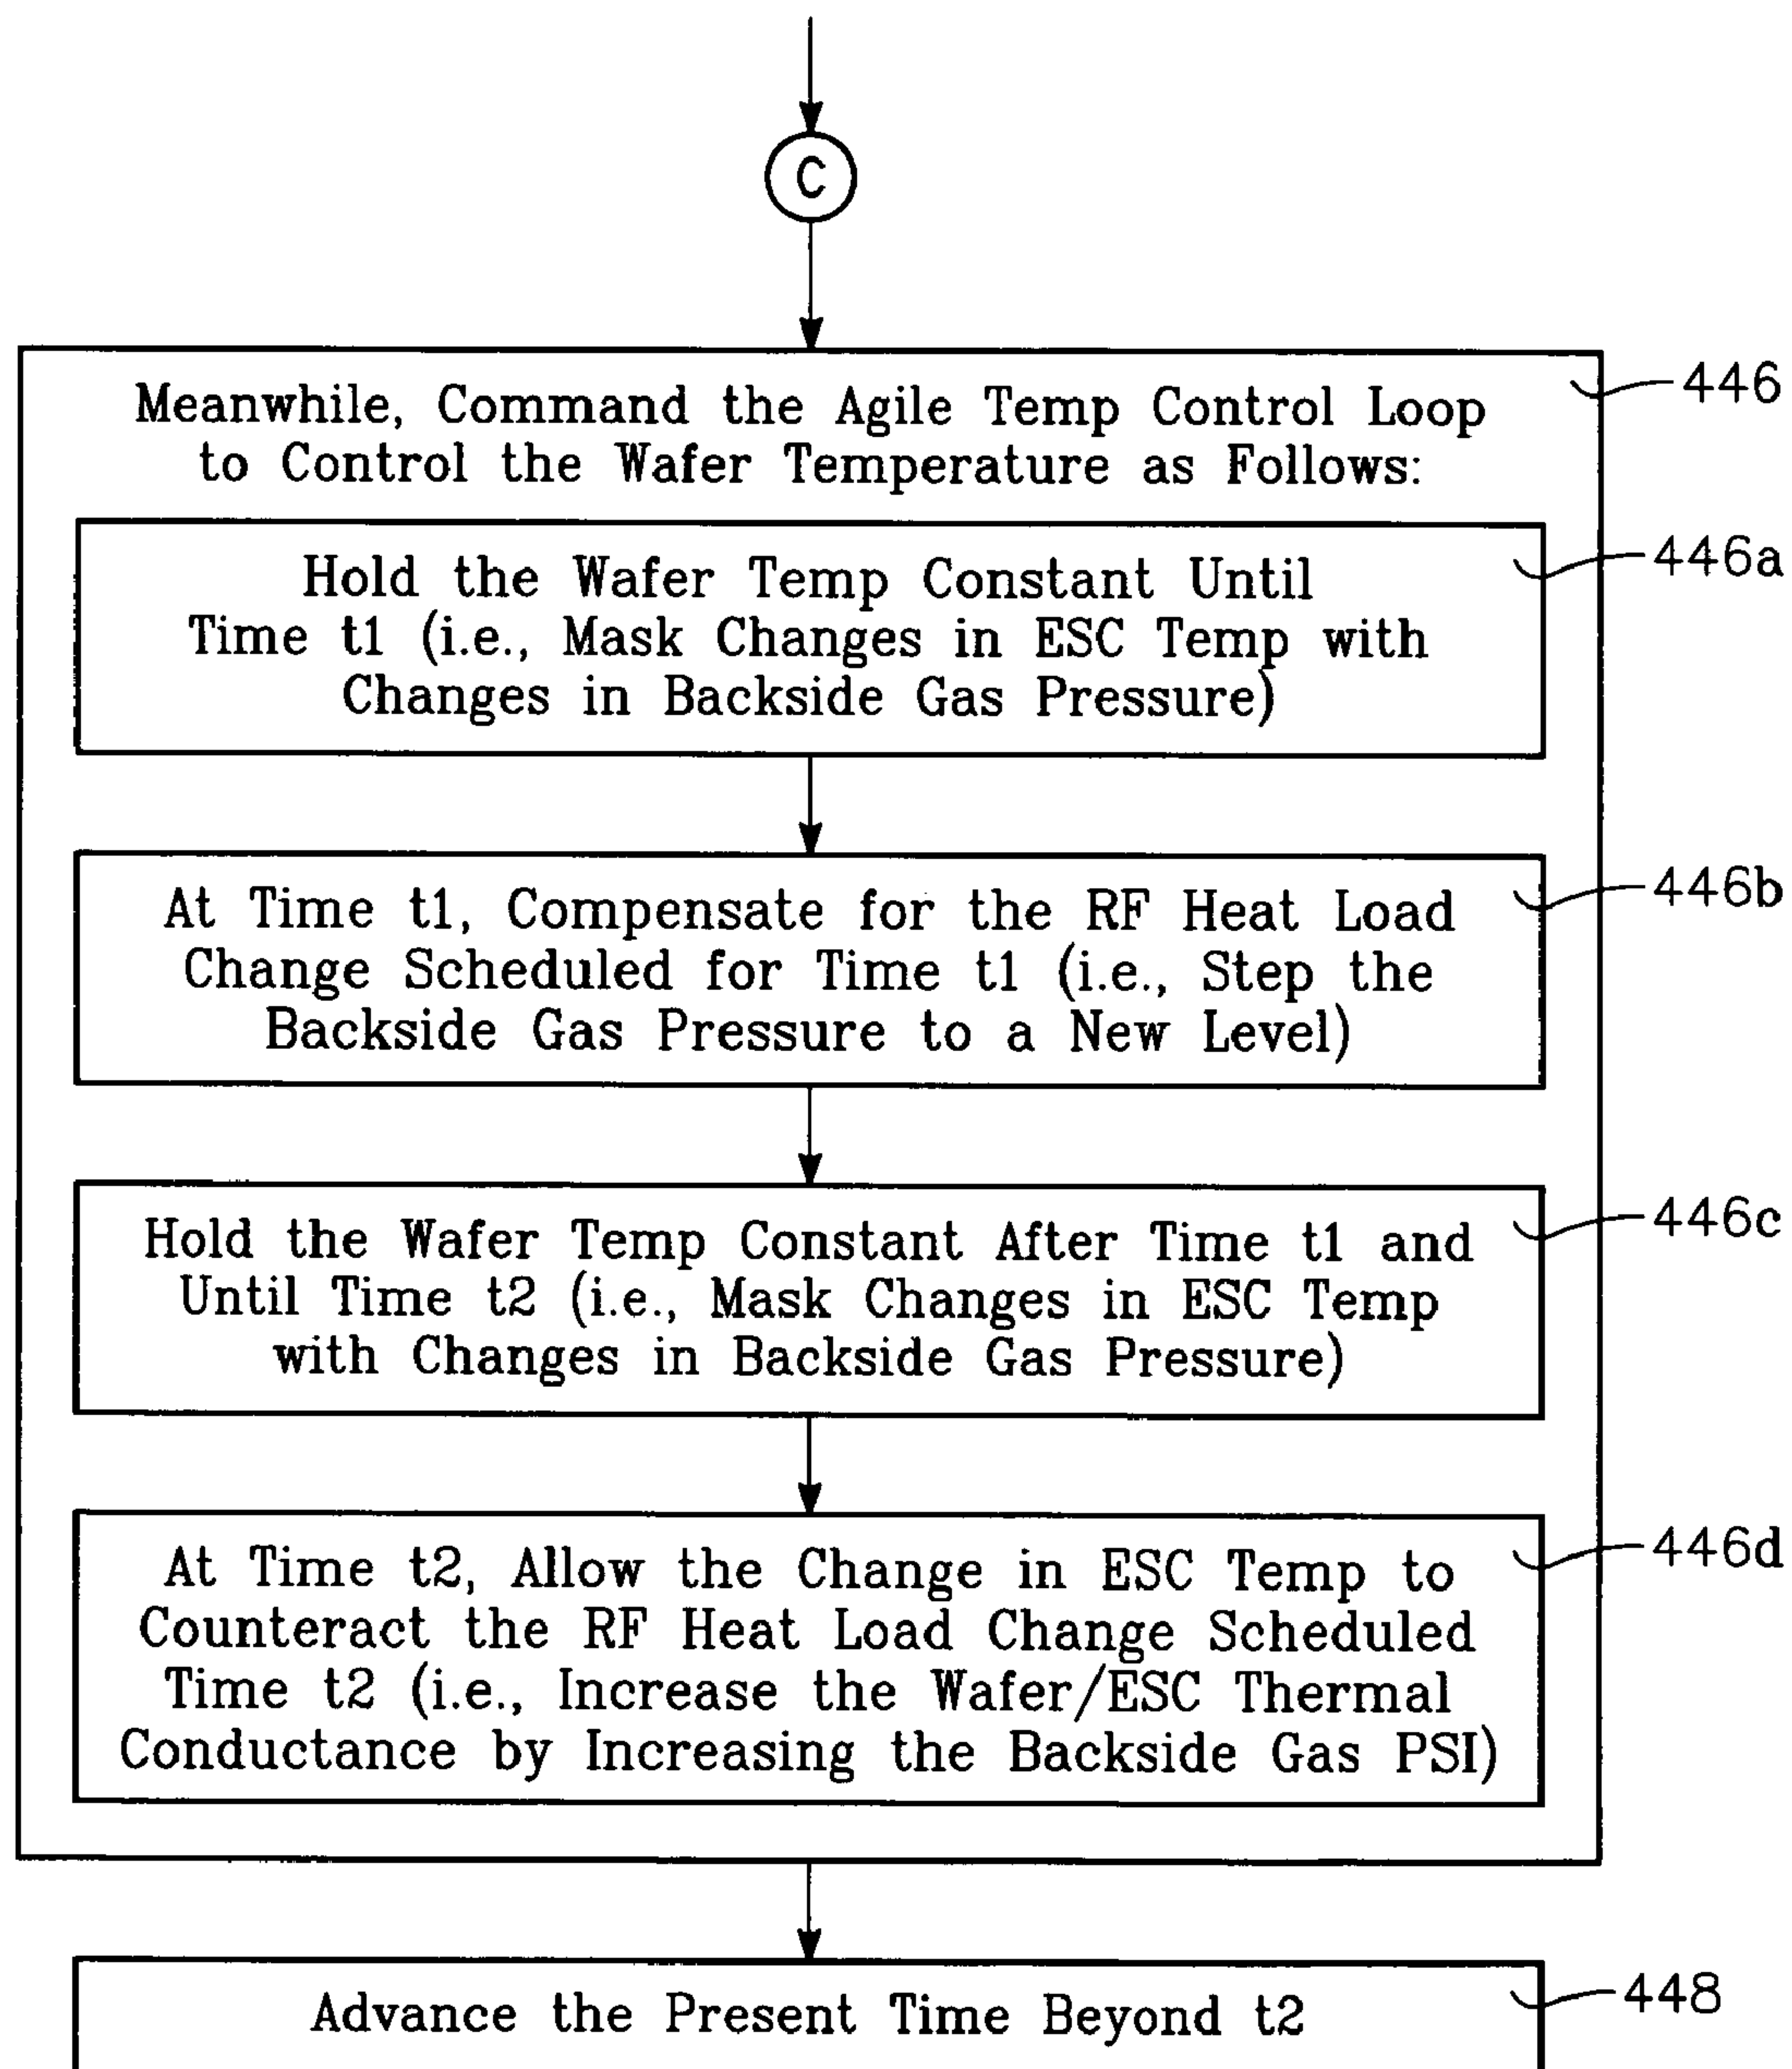 C
446
Meanwhile, Command the Agile Temp Control Loop
to Control the Wafer Temperature as Follows:
446a
Hold the Wafer Temp Constant Until
Time t1 (i.e., Mask Changes in ESC Temp with
Changes in Backside Gas Pressure)
446b
At Time t1, Compensate for the RF Heat Load
Change Scheduled for Time t1 (i.e., Step the
Backside Gas Pressure to a New Level)
446c
Hold the Wafer Temp Constant After Time t1 and
Until Time t2 (i.e., Mask Changes in ESC Temp
with Changes in Backside Gas Pressure)
446d
At Time t2, Allow the Change in ESC Temp to
Counteract the RF Heat Load Change Scheduled
Time t2 (i.e., Increase the Wafer/ESC Thermal
Conductance by Increasing the Backside Gas PSI)
448
Advance the Present Time Beyond t2